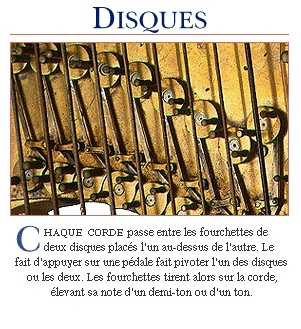 DISQUES
CHAQUE CORDE passe entre les fourchettes de
deux disques placés l'un au-dessus de l'autre. Le
fait d'appuyer sur une pédale fait pivoter l'un des disques
ou les deux. Les fourchettes tirent alors sur la corde,
élevant sa note d'un demi-ton ou d'un ton.